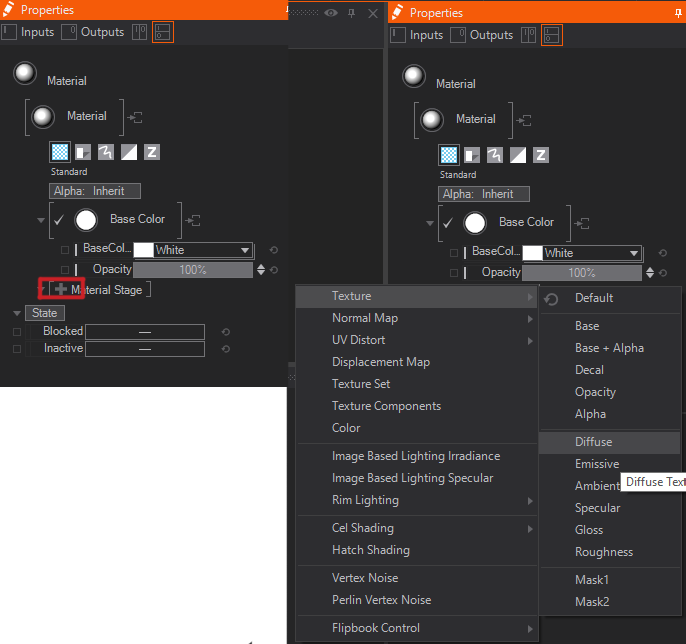 Properties
Inputs Outputs
Material
Material
Standard
Alpha: Inherit
Base Color
BaseCol... White
Opacity 100%
Material Stage
State
Blocked ----
Inactive ----
Properties
Inputs Outputs
Material
Material
Standard
Alpha: Inherit
Base Color
BaseCol... White
Opacity 100%
Texture
Normal Map
UV Distort
Displacement Map
Texture Set
Texture Components
Color
Image Based Lighting Irradiance
Image Based Lighting Specular
Rim Lighting
Cel Shading
Hatch Shading
Vertex Noise
Perlin Vertex Noise
Flipbook Control
Default
Base
Base + Alpha
Decal
Opacity
Alpha
Diffuse
Emissive
Ambient
Diffuse Text
Specular
Gloss
Roughness
Mask1
Mask2